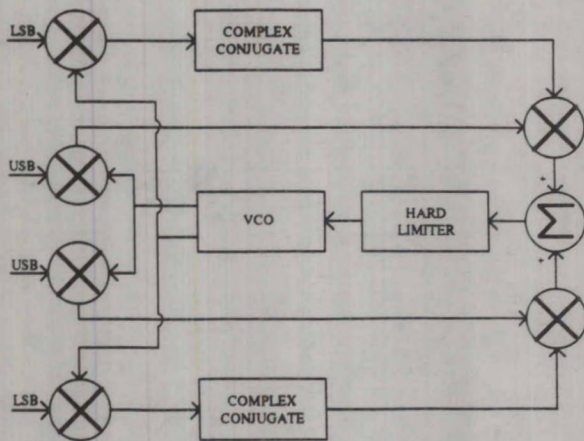 LSB
COMPLEX
CONJUGATE
USB
+
VCO
HARD
LIMITER
Σ
USB
+
LSB
COMPLEX
CONJUGATE